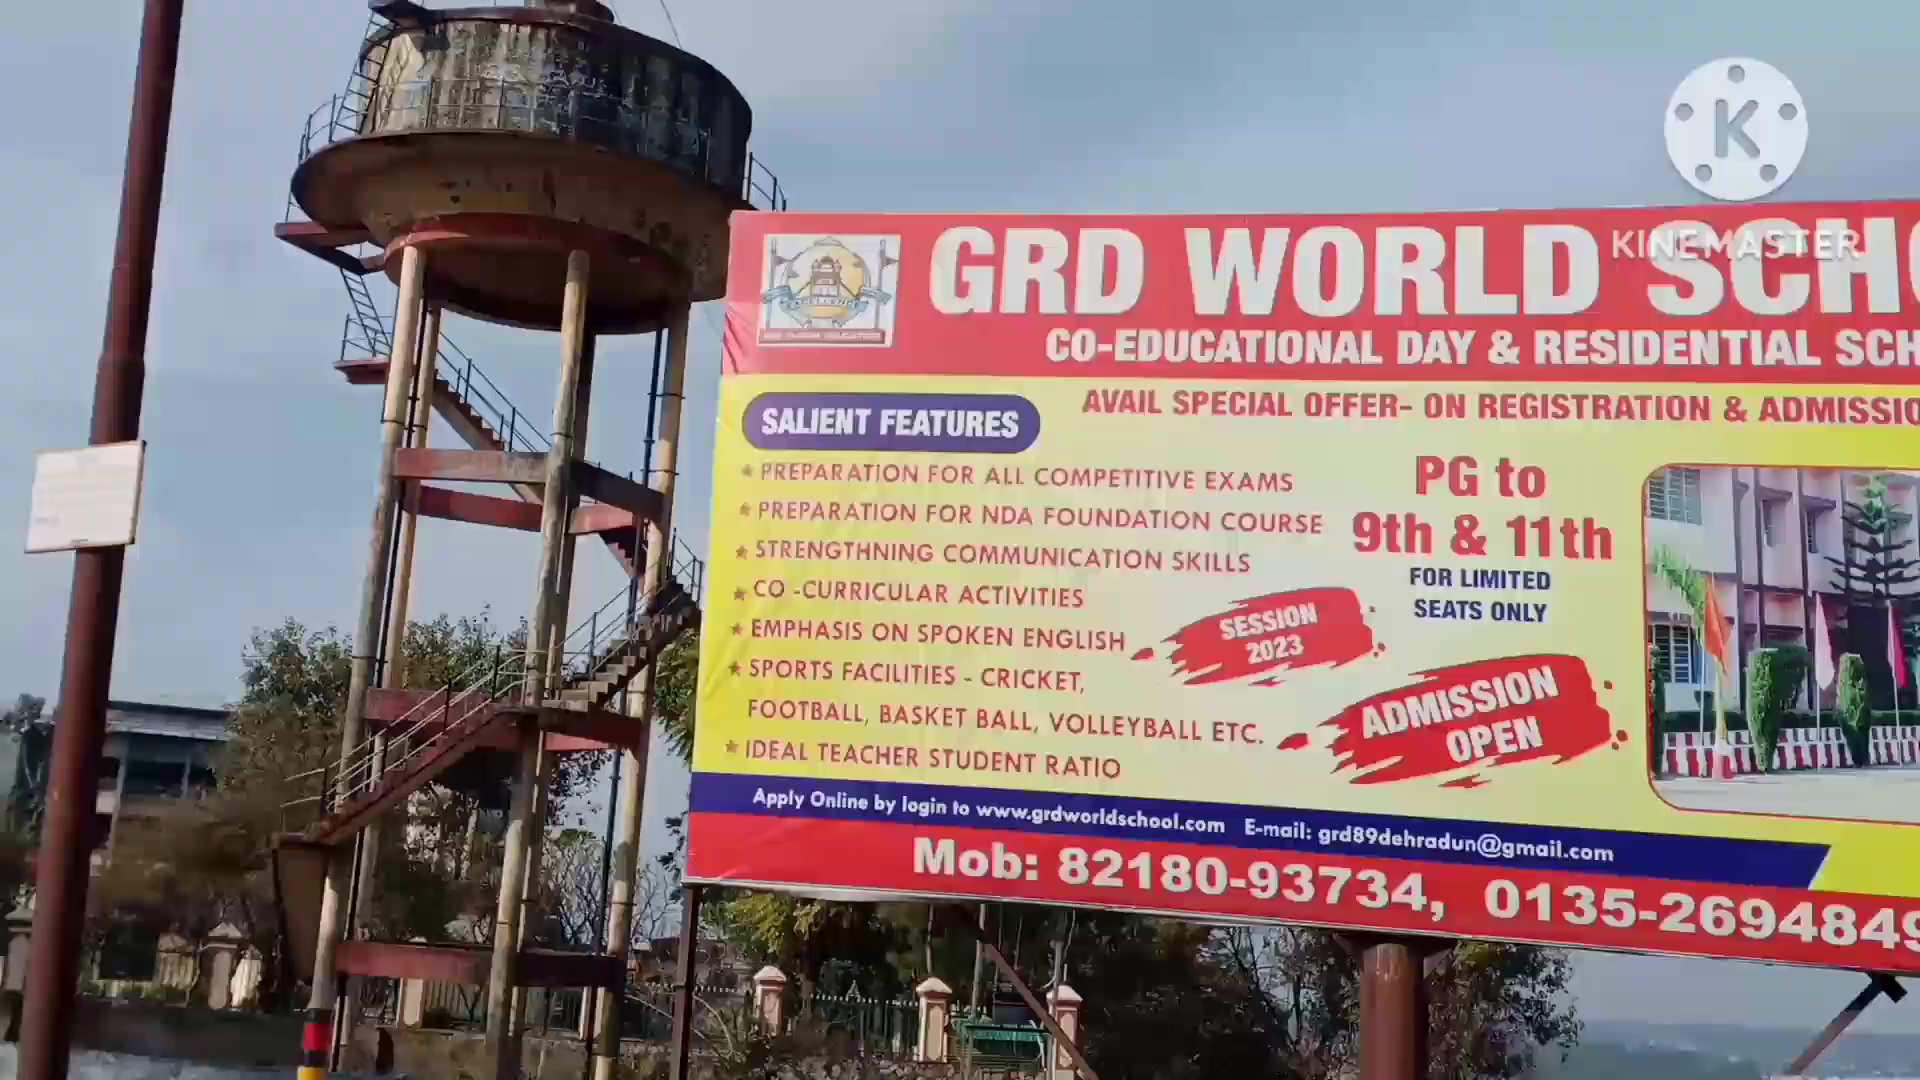 K
KINEMASTER
GRD WORLD SCHO
CO-EDUCATIONAL DAY & RESIDENTIAL SCH
AVAIL SPECIAL OFFER- ON REGISTRATION & ADMISSIO
SALIENT FEATURES
★ PREPARATION FOR ALL COMPETITIVE EXAMS
★ PREPARATION FOR NDA FOUNDATION COURSE
★ STRENGTHNING COMMUNICATION SKILLS
★ CO -CURRICULAR ACTIVITIES
★ EMPHASIS ON SPOKEN ENGLISH
★ SPORTS FACILITIES - CRICKET,
FOOTBALL, BASKET BALL, VOLLEYBALL ETC.
★ IDEAL TEACHER STUDENT RATIO
PG to
9th & 11th
FOR LIMITED
SEATS ONLY
SESSION
2023
ADMISSION
OPEN
Apply Online by login to www.grdworldschool.com E-mail: grd89dehradun@gmail.com
Mob: 82180-93734, 0135-2694849